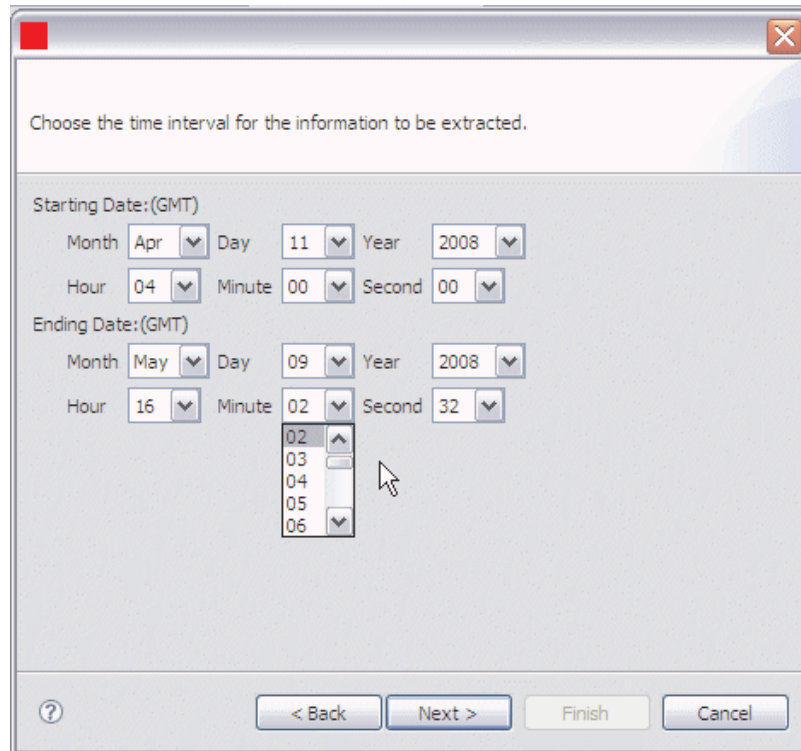 Choose the time interval for the information to be extracted.
Starting Date:(GMT)
Month Apr Day 11 Year 2008
Hour 04 Minute 00 Second 00
Ending Date:(GMT)
Month May Day 09 Year 2008
Hour 16 Minute 02 Second 32
02
03
04
05
06
? < Back Next > Finish Cancel